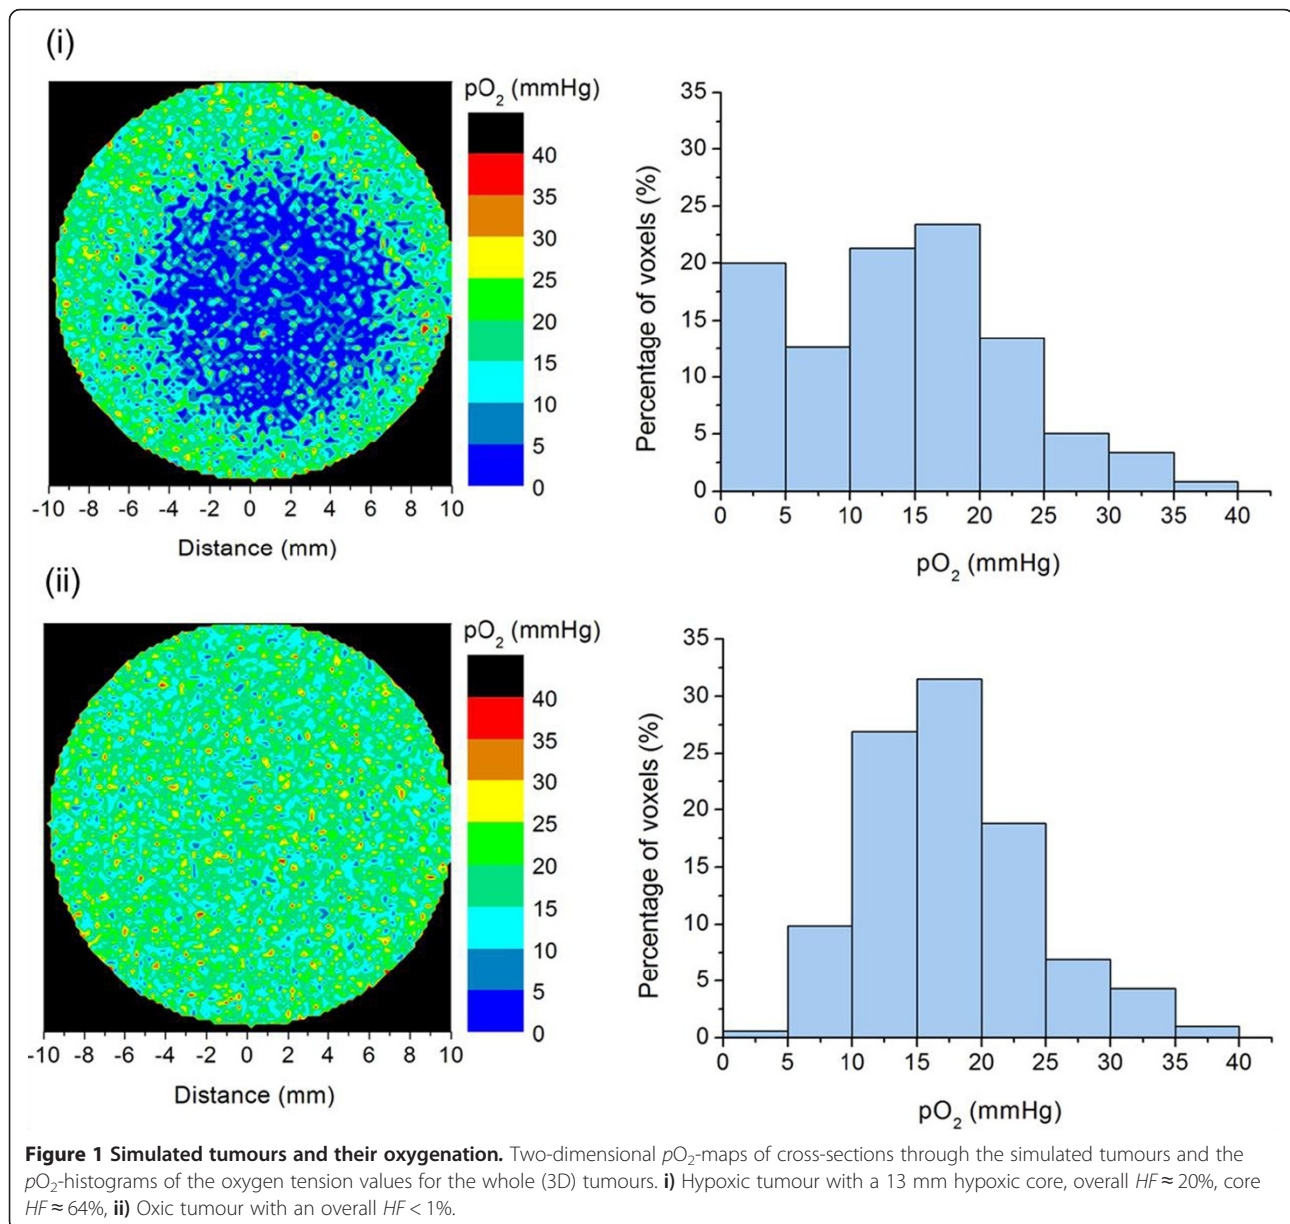 (i)
pO2 (mmHg)
40
35
30
25
20
15
10
5
0
-10 -8 -6 -4 -2 0 2 4 6 8 10
Distance (mm)
Percentage of voxels (%)
35
30
25
20
15
10
5
0
0 5 10 15 20 25 30 35 40
pO2 (mmHg)
(ii)
pO2 (mmHg)
40
35
30
25
20
15
10
5
0
-10 -8 -6 -4 -2 0 2 4 6 8 10
Distance (mm)
Percentage of voxels (%)
35
30
25
20
15
10
5
0
0 5 10 15 20 25 30 35 40
pO2 (mmHg)
Figure 1 Simulated tumours and their oxygenation. Two-dimensional pO2-maps of cross-sections through the simulated tumours and the
pO2-histograms of the oxygen tension values for the whole (3D) tumours. i) Hypoxic tumour with a 13 mm hypoxic core, overall HF ≈ 20%, core
HF ≈ 64%, ii) Oxic tumour with an overall HF < 1%.